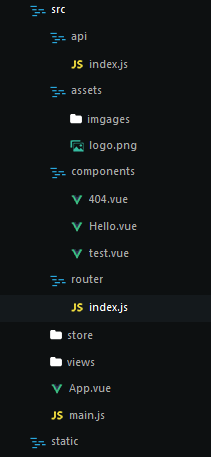 src
api
JS index.js
assets
imgages
logo.png
components
404.vue
Hello.vue
test.vue
router
JS index.js
store
views
App.vue
JS main.js
static